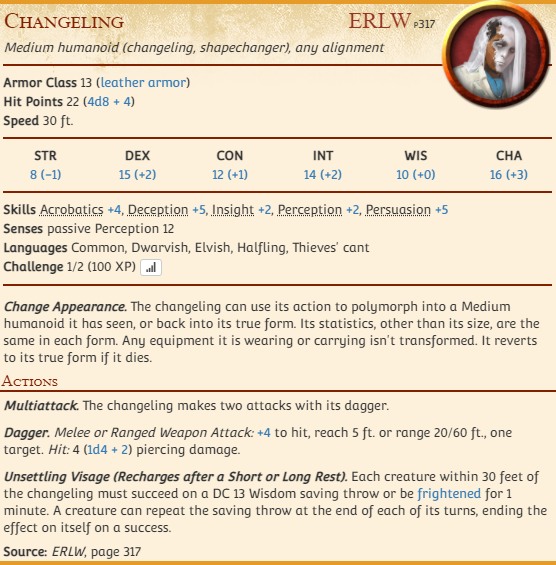 Changeling ERLW P317
Medium humanoid (changeling, shapechanger), any alignment
Armor Class 13 (leather armor)
Hit Points 22 (4d8 + 4)
Speed 30 ft.
STR DEX CON INT WIS CHA
8 (−1) 15 (+2) 12 (+1) 14 (+2) 10 (+0) 16 (+3)
Skills Acrobatics +4, Deception +5, Insight +2, Perception +2, Persuasion +5
Senses passive Perception 12
Languages Common, Dwarvish, Elvish, Halfling, Thieves' cant
Challenge 1/2 (100 XP)
Change Appearance. The changeling can use its action to polymorph into a Medium
humanoid it has seen, or back into its true form. Its statistics, other than its size, are the
same in each form. Any equipment it is wearing or carrying isn't transformed. It reverts
to its true form if it dies.
Actions
Multiattack. The changeling makes two attacks with its dagger.
Dagger. Melee or Ranged Weapon Attack: +4 to hit, reach 5 ft. or range 20/60 ft., one
target. Hit: 4 (1d4 + 2) piercing damage.
Unsettling Visage (Recharges after a Short or Long Rest). Each creature within 30 feet of
the changeling must succeed on a DC 13 Wisdom saving throw or be frightened for 1
minute. A creature can repeat the saving throw at the end of each of its turns, ending the
effect on itself on a success.
Source: ERLW, page 317